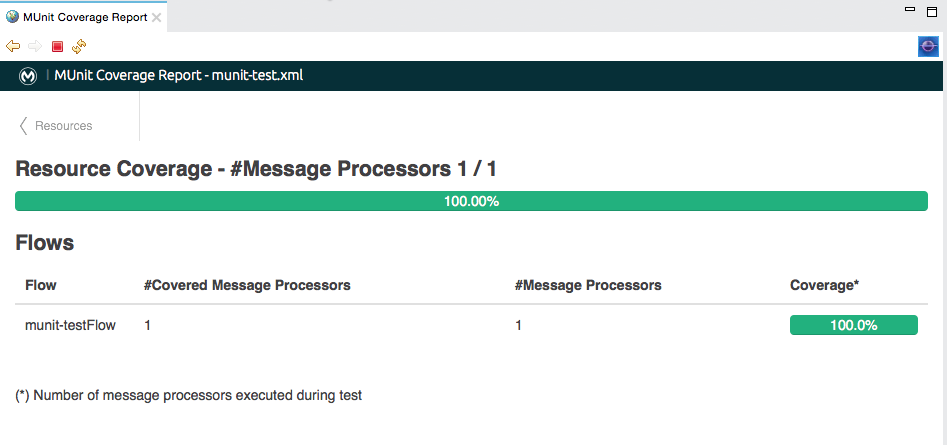 MUnit Coverage Report
| MUnit Coverage Report - munit-test.xml
Resources
Resource Coverage - #Message Processors 1 / 1
100.00%
Flows
Flow #Covered Message Processors #Message Processors Coverage*
munit-testFlow 1 1 100.0%
(*) Number of message processors executed during test